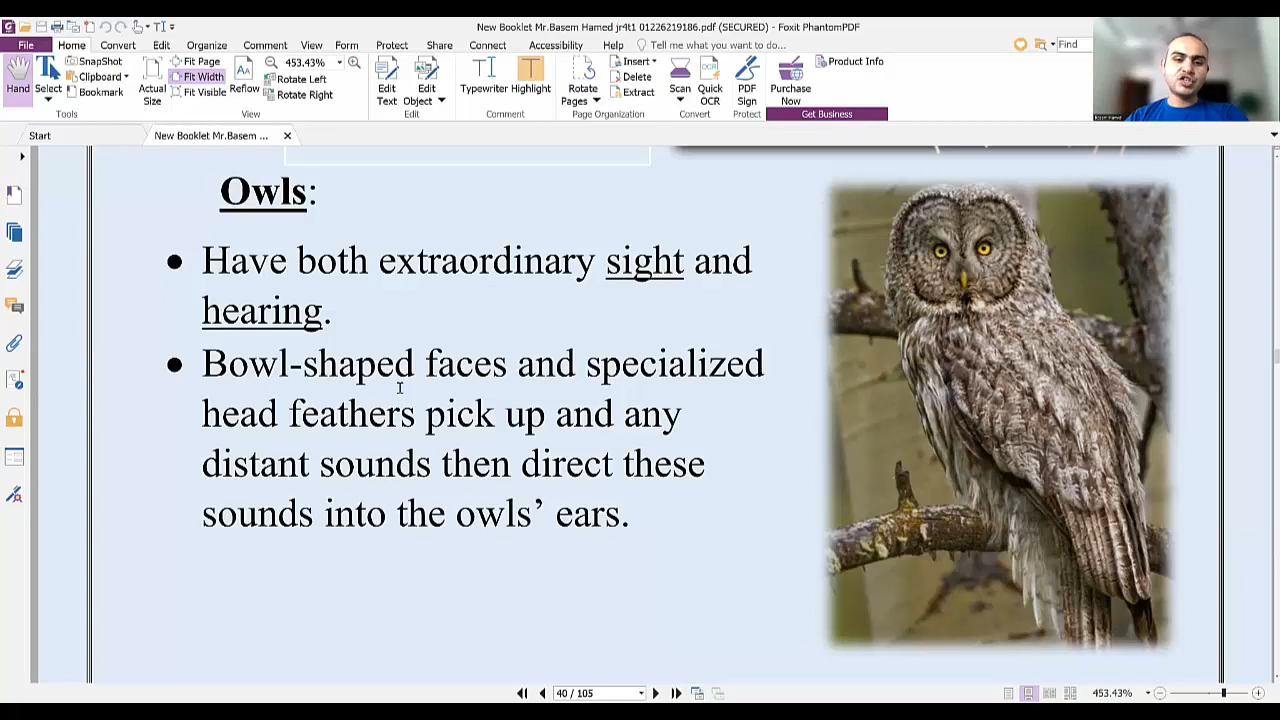 New Booklet Mr.Basem Hamed jr4t1 01226219186.pdf (SECURED) - Foxit PhantomPDF
File Home Convert Edit Organize Comment View Form Protect Share Connect Accessibility Help Tell me what you want to do... Find
Hand
Select
SnapShot
Clipboard
Bookmark
Actual Size
Fit Page
Fit Width
Fit Visible
Reflow
453.43%
Rotate Left
Rotate Right
Edit Text
Edit Object
Typewriter
Highlight
Rotate Pages
Insert
Delete
Extract
Scan
Quick OCR
PDF Sign
Purchase Now
Product Info
Tools View Edit Comment Page Organization Convert Protect Get Business
Start New Booklet Mr.Basem ...
Owls:
• Have both extraordinary sight and
hearing.
• Bowl-shaped faces and specialized
head feathers pick up and any
distant sounds then direct these
sounds into the owls’ ears.
40 / 105
453.43%